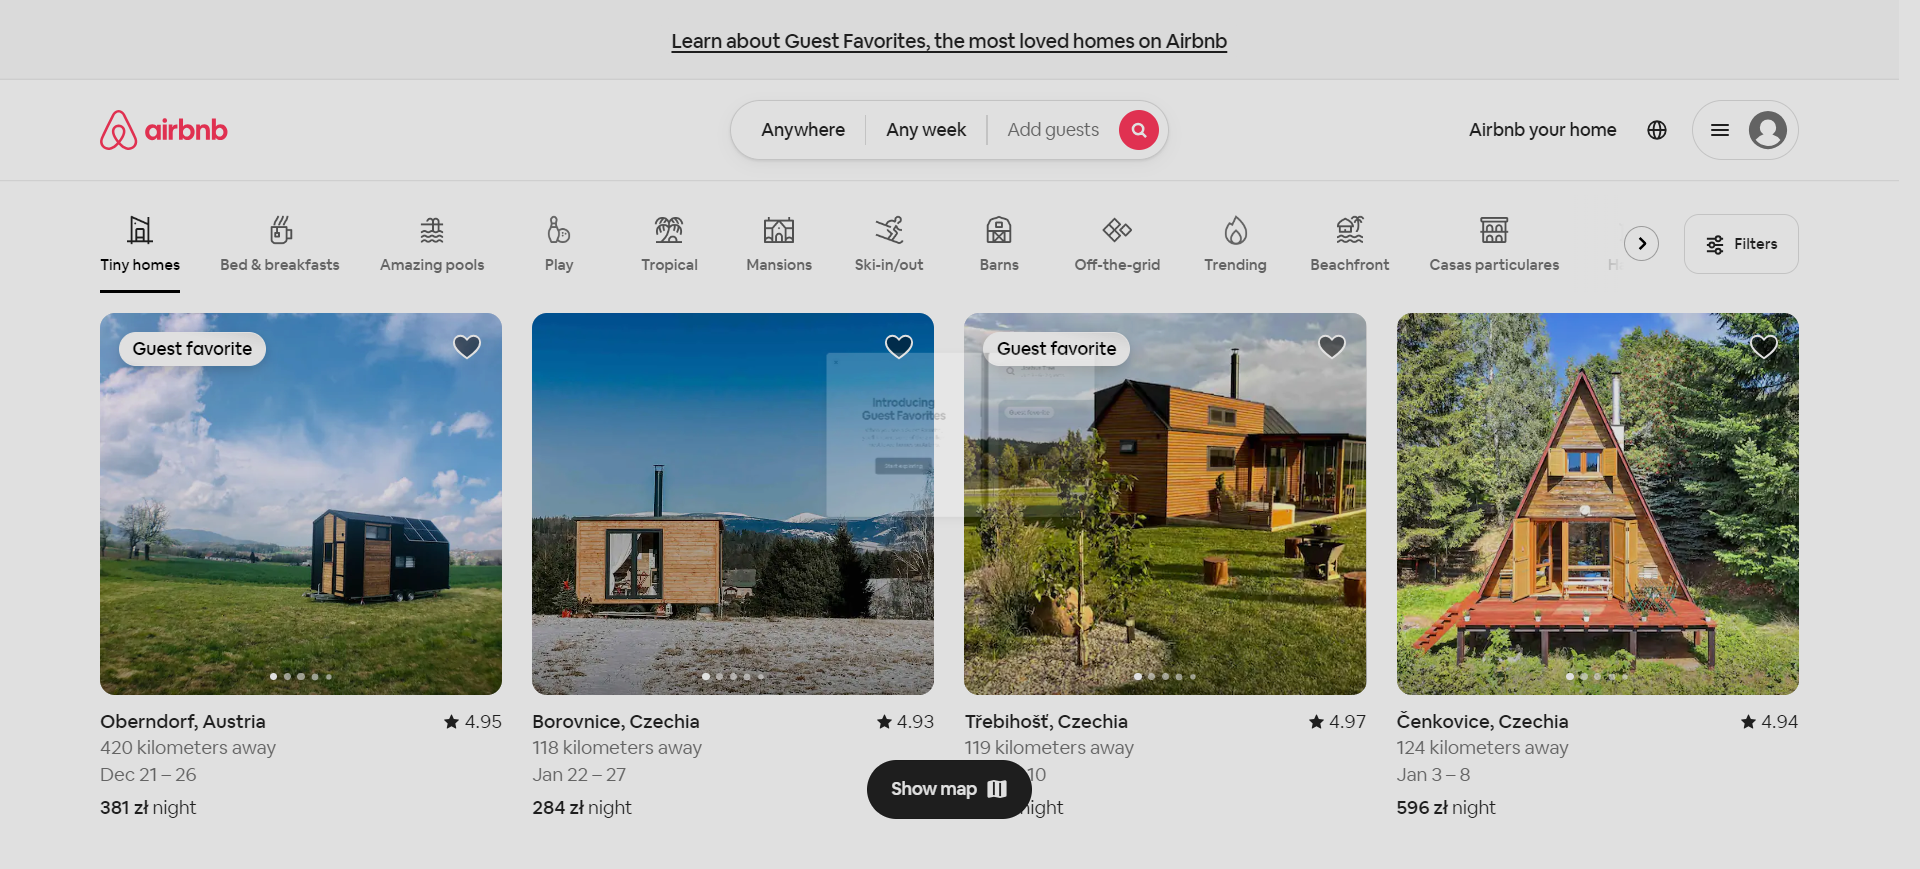 Learn about Guest Favorites, the most loved homes on Airbnb
airbnb
Anywhere
Any week
Add guests
Airbnb your home
Tiny homes
Bed & breakfasts
Amazing pools
Play
Tropical
Mansions
Ski-in/out
Barns
Off-the-grid
Trending
Beachfront
Casas particulares
Filters
Guest favorite
Guest favorite
Introducing
Guest Favorites
Oberndorf, Austria
4.95
420 kilometers away
Dec 21 – 26
381 zł night
Borovnice, Czechia
4.93
118 kilometers away
Jan 22 – 27
284 zł night
Třebihošť, Czechia
4.97
119 kilometers away
10
night
Čenkovice, Czechia
4.94
124 kilometers away
Jan 3 – 8
596 zł night
Show map